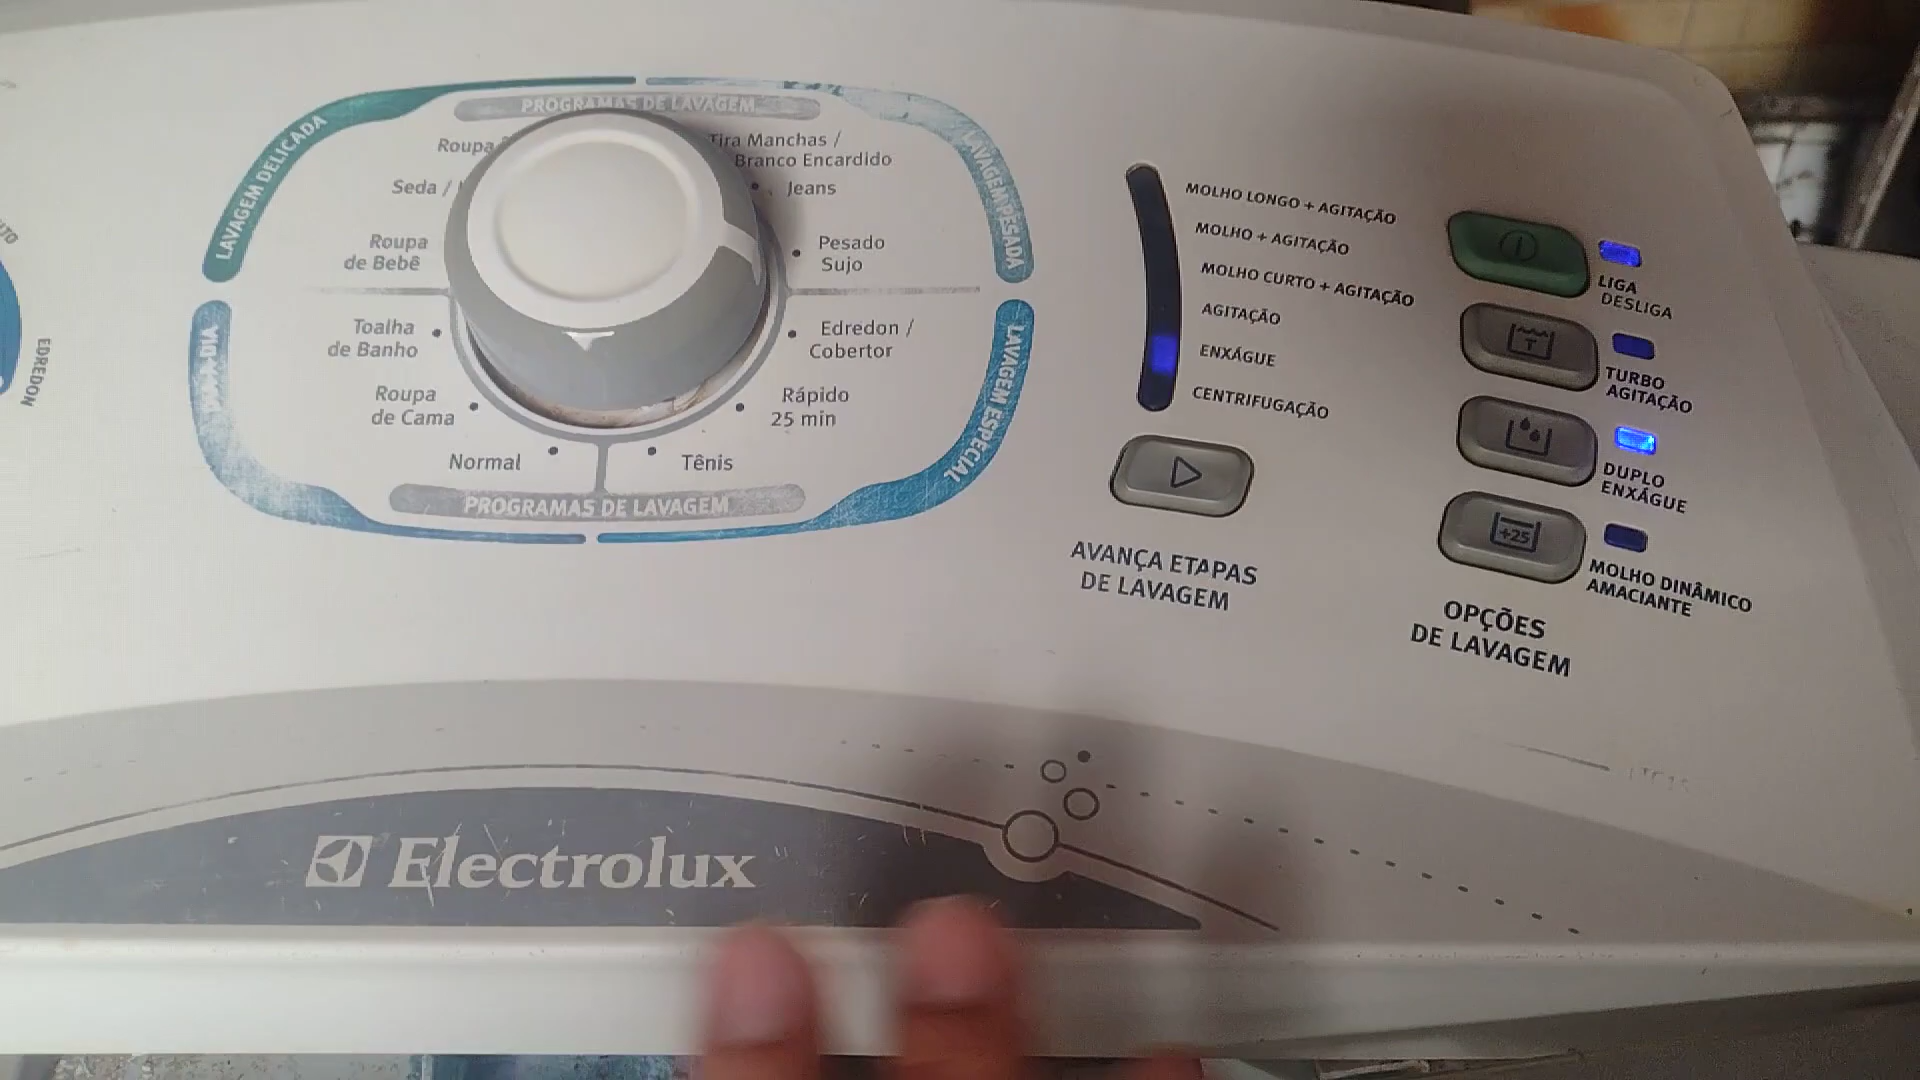 PROGRAMAS DE LAVAGEM
LAVAGEM DELICADA
LAVAGEM PESADA
Roupa
Tira Manchas /
Branco Encardido
Seda /
Jeans
Roupa
de Bebê
Pesado
Sujo
Toalha
de Banho
Edredon /
Cobertor
Roupa
de Cama
Rápido
25 min
Normal
Tênis
LAVAGEM ESPECIAL
PROGRAMAS DE LAVAGEM
EDREDON
MOLHO LONGO + AGITAÇÃO
MOLHO + AGITAÇÃO
MOLHO CURTO + AGITAÇÃO
AGITAÇÃO
ENXÁGUE
CENTRIFUGAÇÃO
AVANÇA ETAPAS
DE LAVAGEM
LIGA
DESLIGA
T
TURBO
AGITAÇÃO
DUPLO
ENXÁGUE
+25
MOLHO DINÂMICO
AMACIANTE
OPÇÕES
DE LAVAGEM
Electrolux